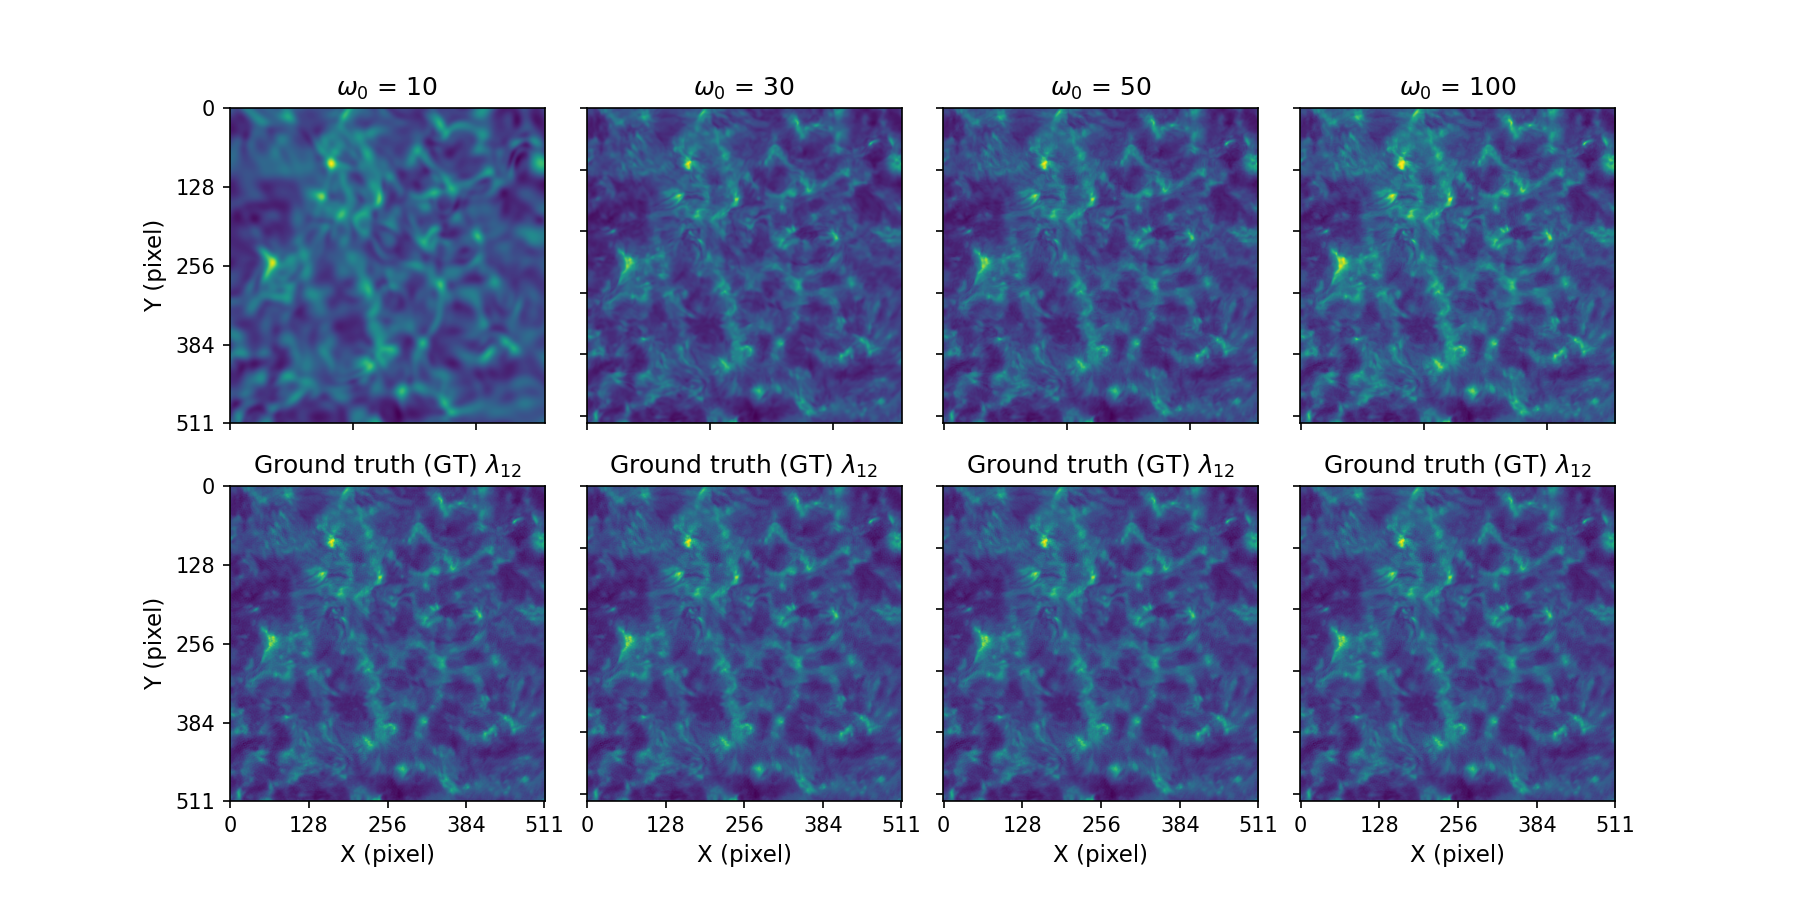 ω₀ = 10 ω₀ = 30 ω₀ = 50 ω₀ = 100
0
128
256
384
511
Y (pixel)
Ground truth (GT) λ₁₂ Ground truth (GT) λ₁₂ Ground truth (GT) λ₁₂ Ground truth (GT) λ₁₂
0
128
256
384
511
Y (pixel)
0 128 256 384 511 0 128 256 384 511 0 128 256 384 511 0 128 256 384 511
X (pixel) X (pixel) X (pixel) X (pixel)